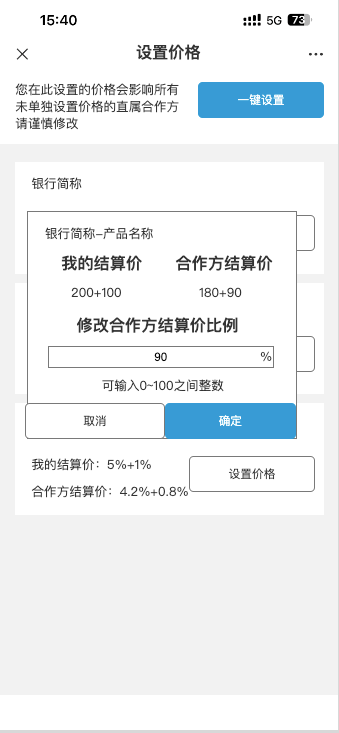 15:40
5G
73
设置价格
您在此设置的价格会影响所有
未单独设置价格的直属合作方
请谨慎修改
一键设置
银行简称
银行简称-产品名称
我的结算价 合作方结算价
200+100 180+90
修改合作方结算价比例
90 %
可输入0~100之间整数
取消 确定
我的结算价：5%+1%
合作方结算价：4.2%+0.8%
设置价格